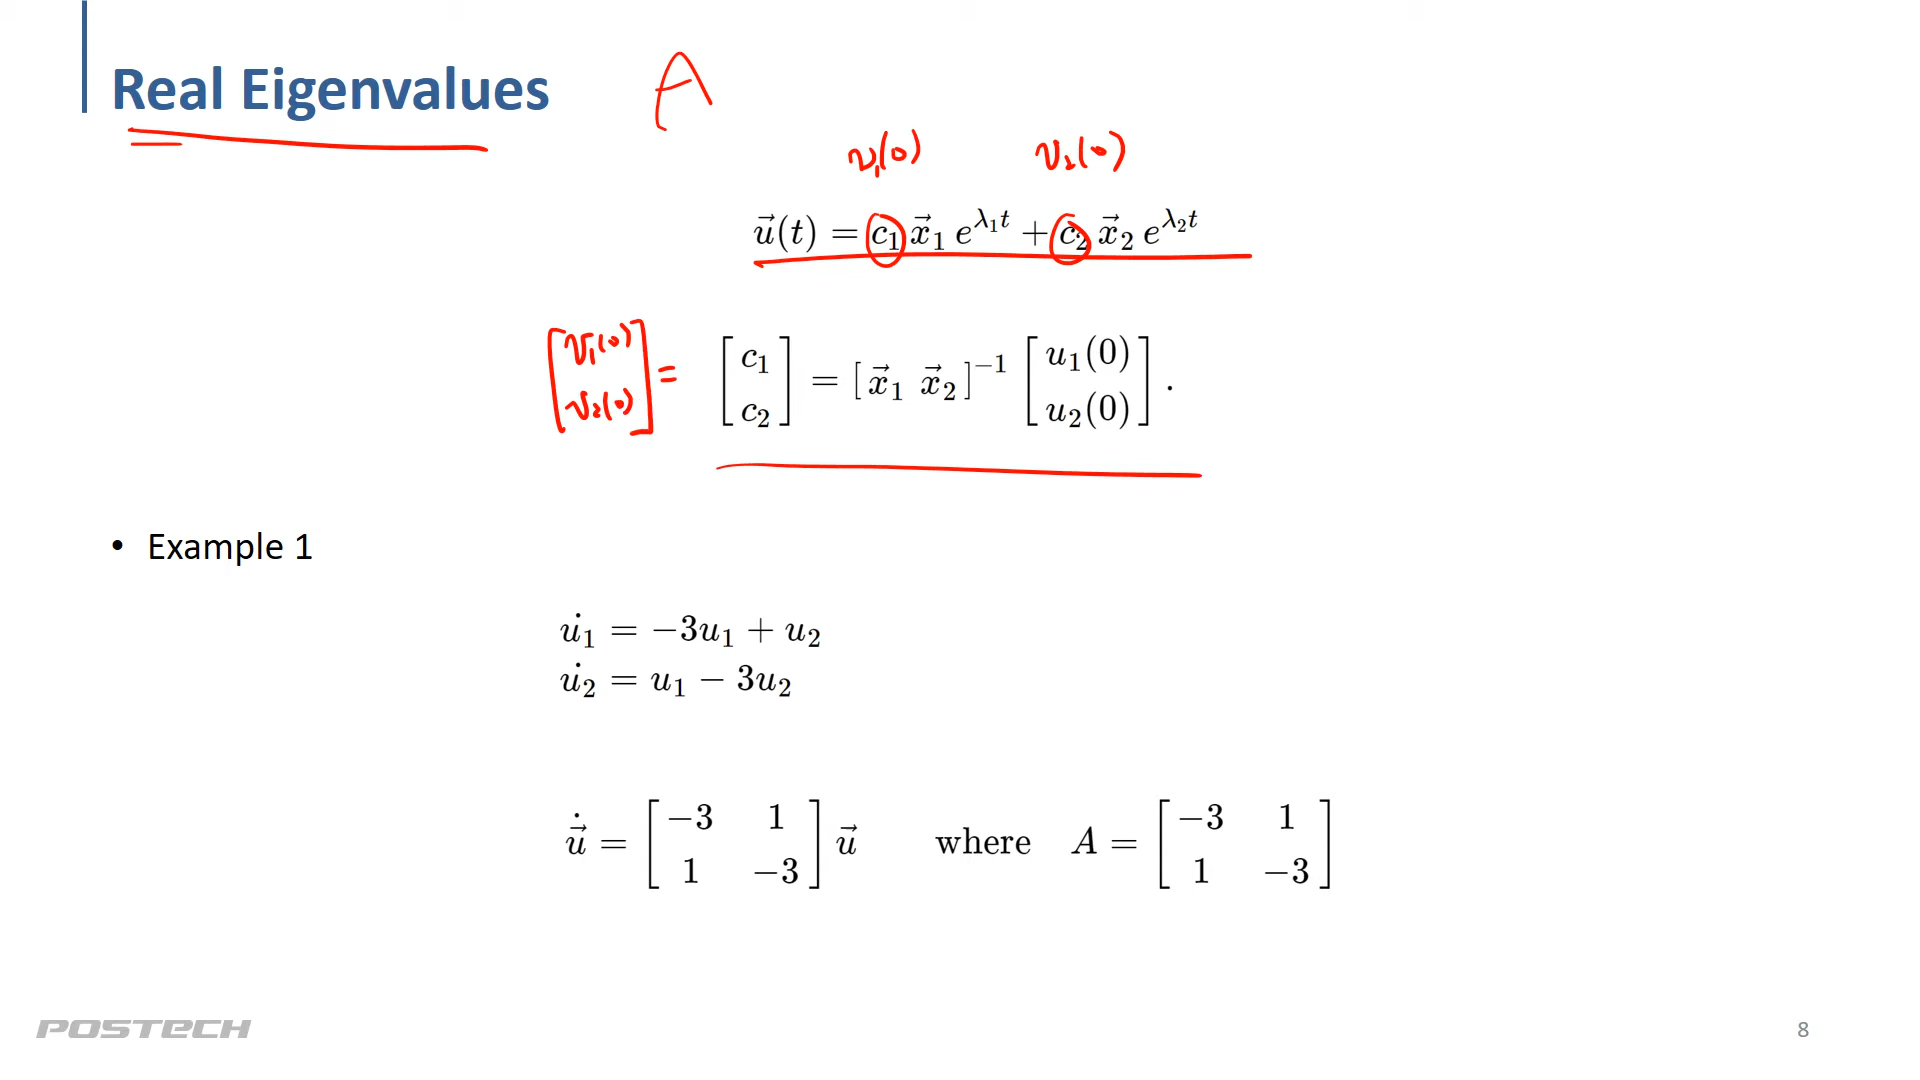 Real Eigenvalues A
v₁(0) v₂(0)
u⃗(t) = c₁ x⃗₁ e^{λ₁t} + c₂ x⃗₂ e^{λ₂t}
[v₁(0) v₂(0)] = [c₁ c₂] = [x⃗₁ x⃗₂]⁻¹ [u₁(0) u₂(0)].
• Example 1
u̇₁ = −3u₁ + u₂
u̇₂ = u₁ − 3u₂
u⃗̇ = [−3 1; 1 −3] u⃗ where A = [−3 1; 1 −3]
POSTECH
8